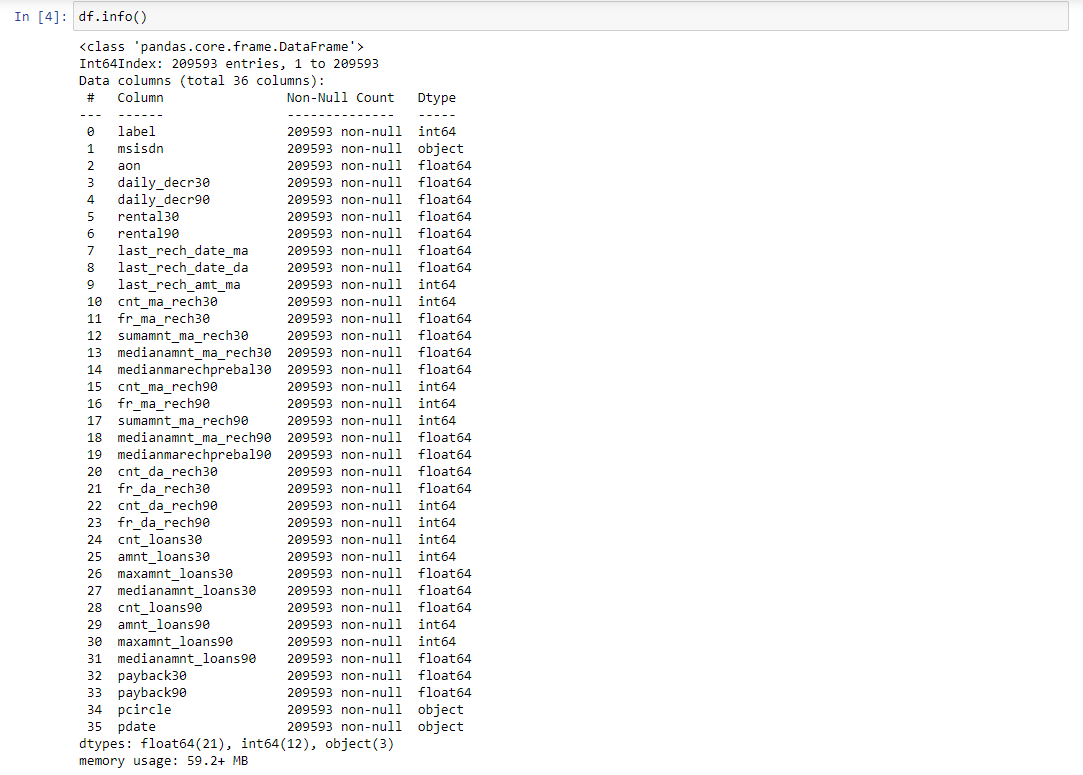 In [4]: df.info()
<class 'pandas.core.frame.DataFrame'>
Int64Index: 209593 entries, 1 to 209593
Data columns (total 36 columns):
 #   Column                Non-Null Count   Dtype
---  ------                --------------   -----
 0   label                 209593 non-null  int64
 1   msisdn                209593 non-null  object
 2   aon                   209593 non-null  float64
 3   daily_decr30          209593 non-null  float64
 4   daily_decr90          209593 non-null  float64
 5   rental30              209593 non-null  float64
 6   rental90              209593 non-null  float64
 7   last_rech_date_ma     209593 non-null  float64
 8   last_rech_date_da     209593 non-null  float64
 9   last_rech_amt_ma      209593 non-null  int64
 10  cnt_ma_rech30         209593 non-null  int64
 11  fr_ma_rech30          209593 non-null  float64
 12  sumamnt_ma_rech30     209593 non-null  float64
 13  medianamnt_ma_rech30  209593 non-null  float64
 14  medianmarechprebal30  209593 non-null  float64
 15  cnt_ma_rech90         209593 non-null  int64
 16  fr_ma_rech90          209593 non-null  int64
 17  sumamnt_ma_rech90     209593 non-null  int64
 18  medianamnt_ma_rech90  209593 non-null  float64
 19  medianmarechprebal90  209593 non-null  float64
 20  cnt_da_rech30         209593 non-null  float64
 21  fr_da_rech30          209593 non-null  float64
 22  cnt_da_rech90         209593 non-null  int64
 23  fr_da_rech90          209593 non-null  int64
 24  cnt_loans30           209593 non-null  int64
 25  amnt_loans30          209593 non-null  int64
 26  maxamnt_loans30       209593 non-null  float64
 27  medianamnt_loans30    209593 non-null  float64
 28  cnt_loans90           209593 non-null  float64
 29  amnt_loans90          209593 non-null  int64
 30  maxamnt_loans90       209593 non-null  int64
 31  medianamnt_loans90    209593 non-null  float64
 32  payback30             209593 non-null  float64
 33  payback90             209593 non-null  float64
 34  pcircle               209593 non-null  object
 35  pdate                 209593 non-null  object
dtypes: float64(21), int64(12), object(3)
memory usage: 59.2+ MB